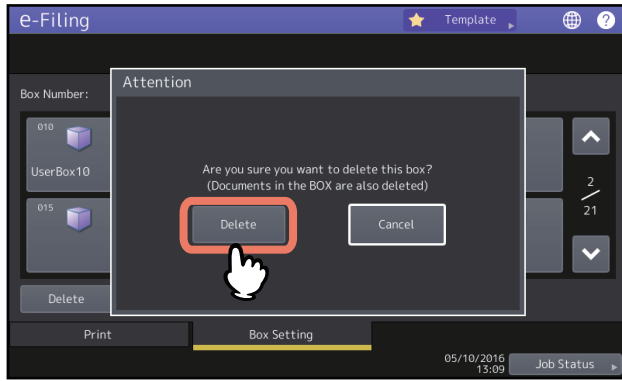 e-Filing
Template
?
Box Number:
Attention
010
UserBox10
Are you sure you want to delete this box?
(Documents in the BOX are also deleted)
2
21
015
Delete
Cancel
Delete
Print
Box Setting
05/10/2016
13:09
Job Status